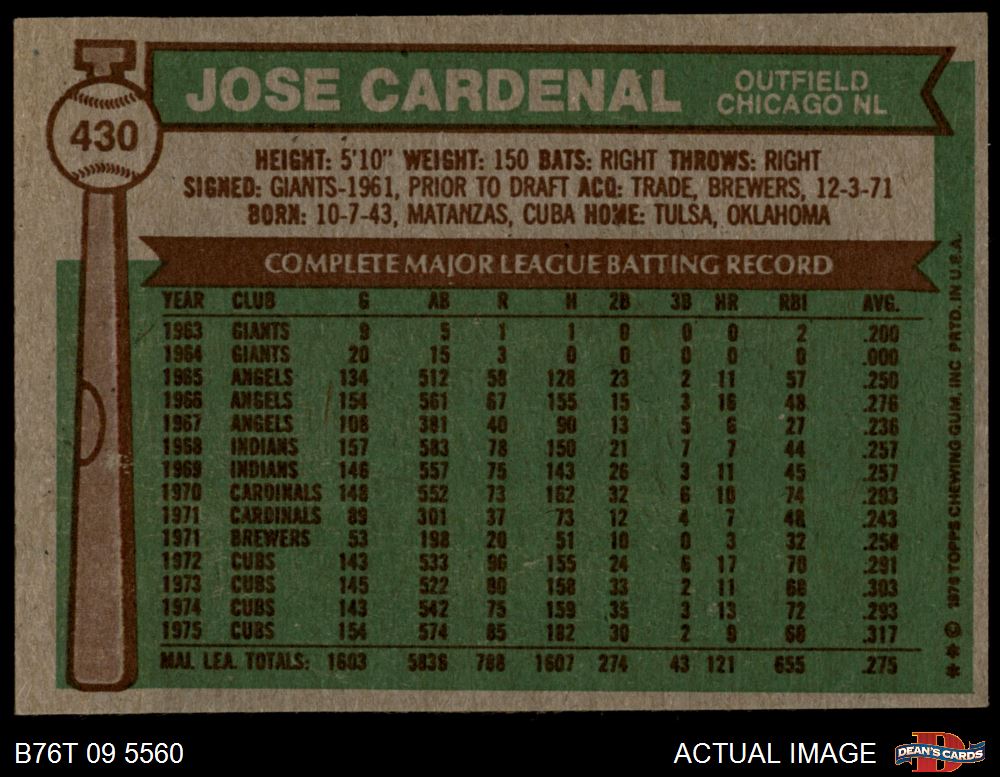 430
JOSE CARDENAL
OUTFIELD
CHICAGO NL
HEIGHT: 5'10" WEIGHT: 150 BATS: RIGHT THROWS: RIGHT
SIGNED: GIANTS-1961, PRIOR TO DRAFT ACQ: TRADE, BREWERS, 12-3-71
BORN: 10-7-43, MATANZAS, CUBA HOME: TULSA, OKLAHOMA
COMPLETE MAJOR LEAGUE BATTING RECORD
YEAR CLUB G AB R H 2B 3B HR RBI AVG.
1963 GIANTS 9 5 1 1 0 0 0 2 .200
1964 GIANTS 20 15 3 0 0 0 0 0 .000
1965 ANGELS 134 512 58 128 23 2 11 57 .250
1966 ANGELS 154 561 67 155 15 3 16 48 .276
1967 ANGELS 108 381 40 90 13 5 6 27 .236
1968 INDIANS 157 583 78 150 21 7 7 44 .257
1969 INDIANS 146 557 75 143 26 3 11 45 .257
1970 CARDINALS 148 552 73 162 32 6 10 74 .293
1971 CARDINALS 89 301 37 73 12 4 7 48 .243
1971 BREWERS 53 198 20 51 10 0 3 32 .258
1972 CUBS 143 533 96 155 24 6 17 70 .291
1973 CUBS 145 522 80 158 33 2 11 68 .303
1974 CUBS 143 542 75 159 35 3 13 72 .293
1975 CUBS 154 574 85 182 30 2 9 68 .317
MAJ. LEA. TOTALS: 1603 5836 788 1607 274 43 121 655 .275
*** © 1976 TOPPS CHEWING GUM, INC PRTD. IN U.S.A.
B76T 09 5560
ACTUAL IMAGE
D
DEAN'S CARDS